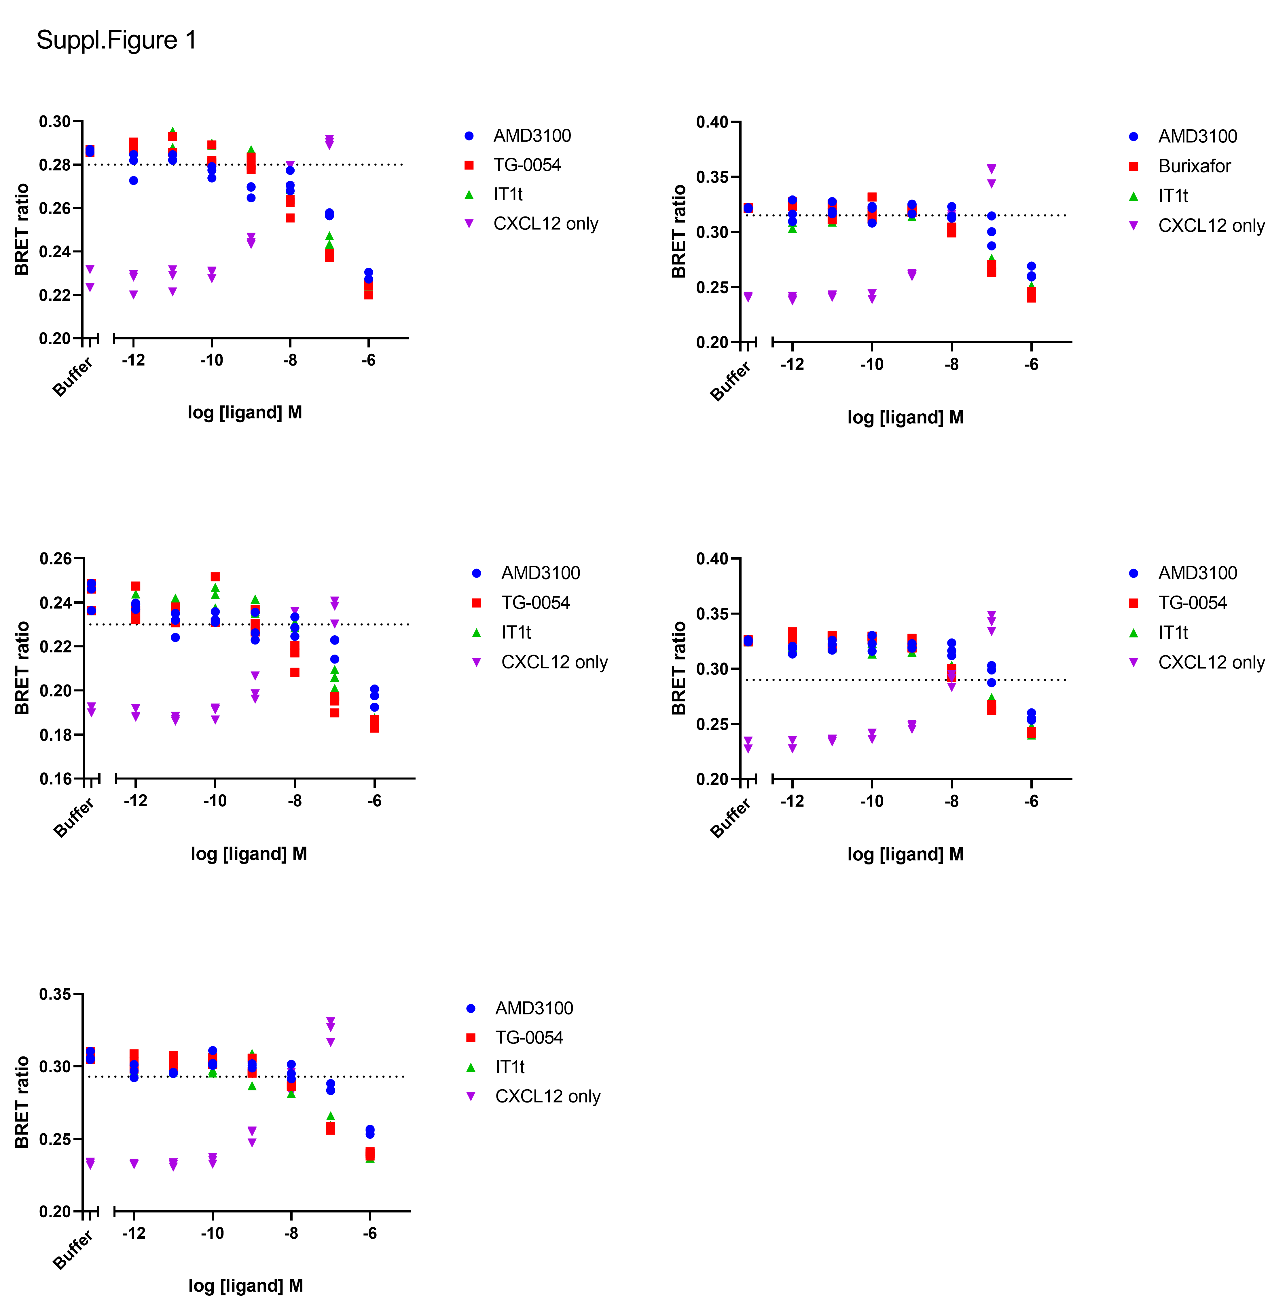 Suppl.Figure 1
0.30
0.28
0.26
0.24
0.22
0.20
BRET ratio
Buffer
-12
-10
-8
-6
log [ligand] M
AMD3100
TG-0054
IT1t
CXCL12 only
0.40
0.35
0.30
0.25
0.20
BRET ratio
Buffer
-12
-10
-8
-6
log [ligand] M
AMD3100
Burixafor
IT1t
CXCL12 only
0.26
0.24
0.22
0.20
0.18
0.16
BRET ratio
Buffer
-12
-10
-8
-6
log [ligand] M
AMD3100
TG-0054
IT1t
CXCL12 only
0.40
0.35
0.30
0.25
0.20
BRET ratio
Buffer
-12
-10
-8
-6
log [ligand] M
AMD3100
TG-0054
IT1t
CXCL12 only
0.35
0.30
0.25
0.20
BRET ratio
Buffer
-12
-10
-8
-6
log [ligand] M
AMD3100
TG-0054
IT1t
CXCL12 only